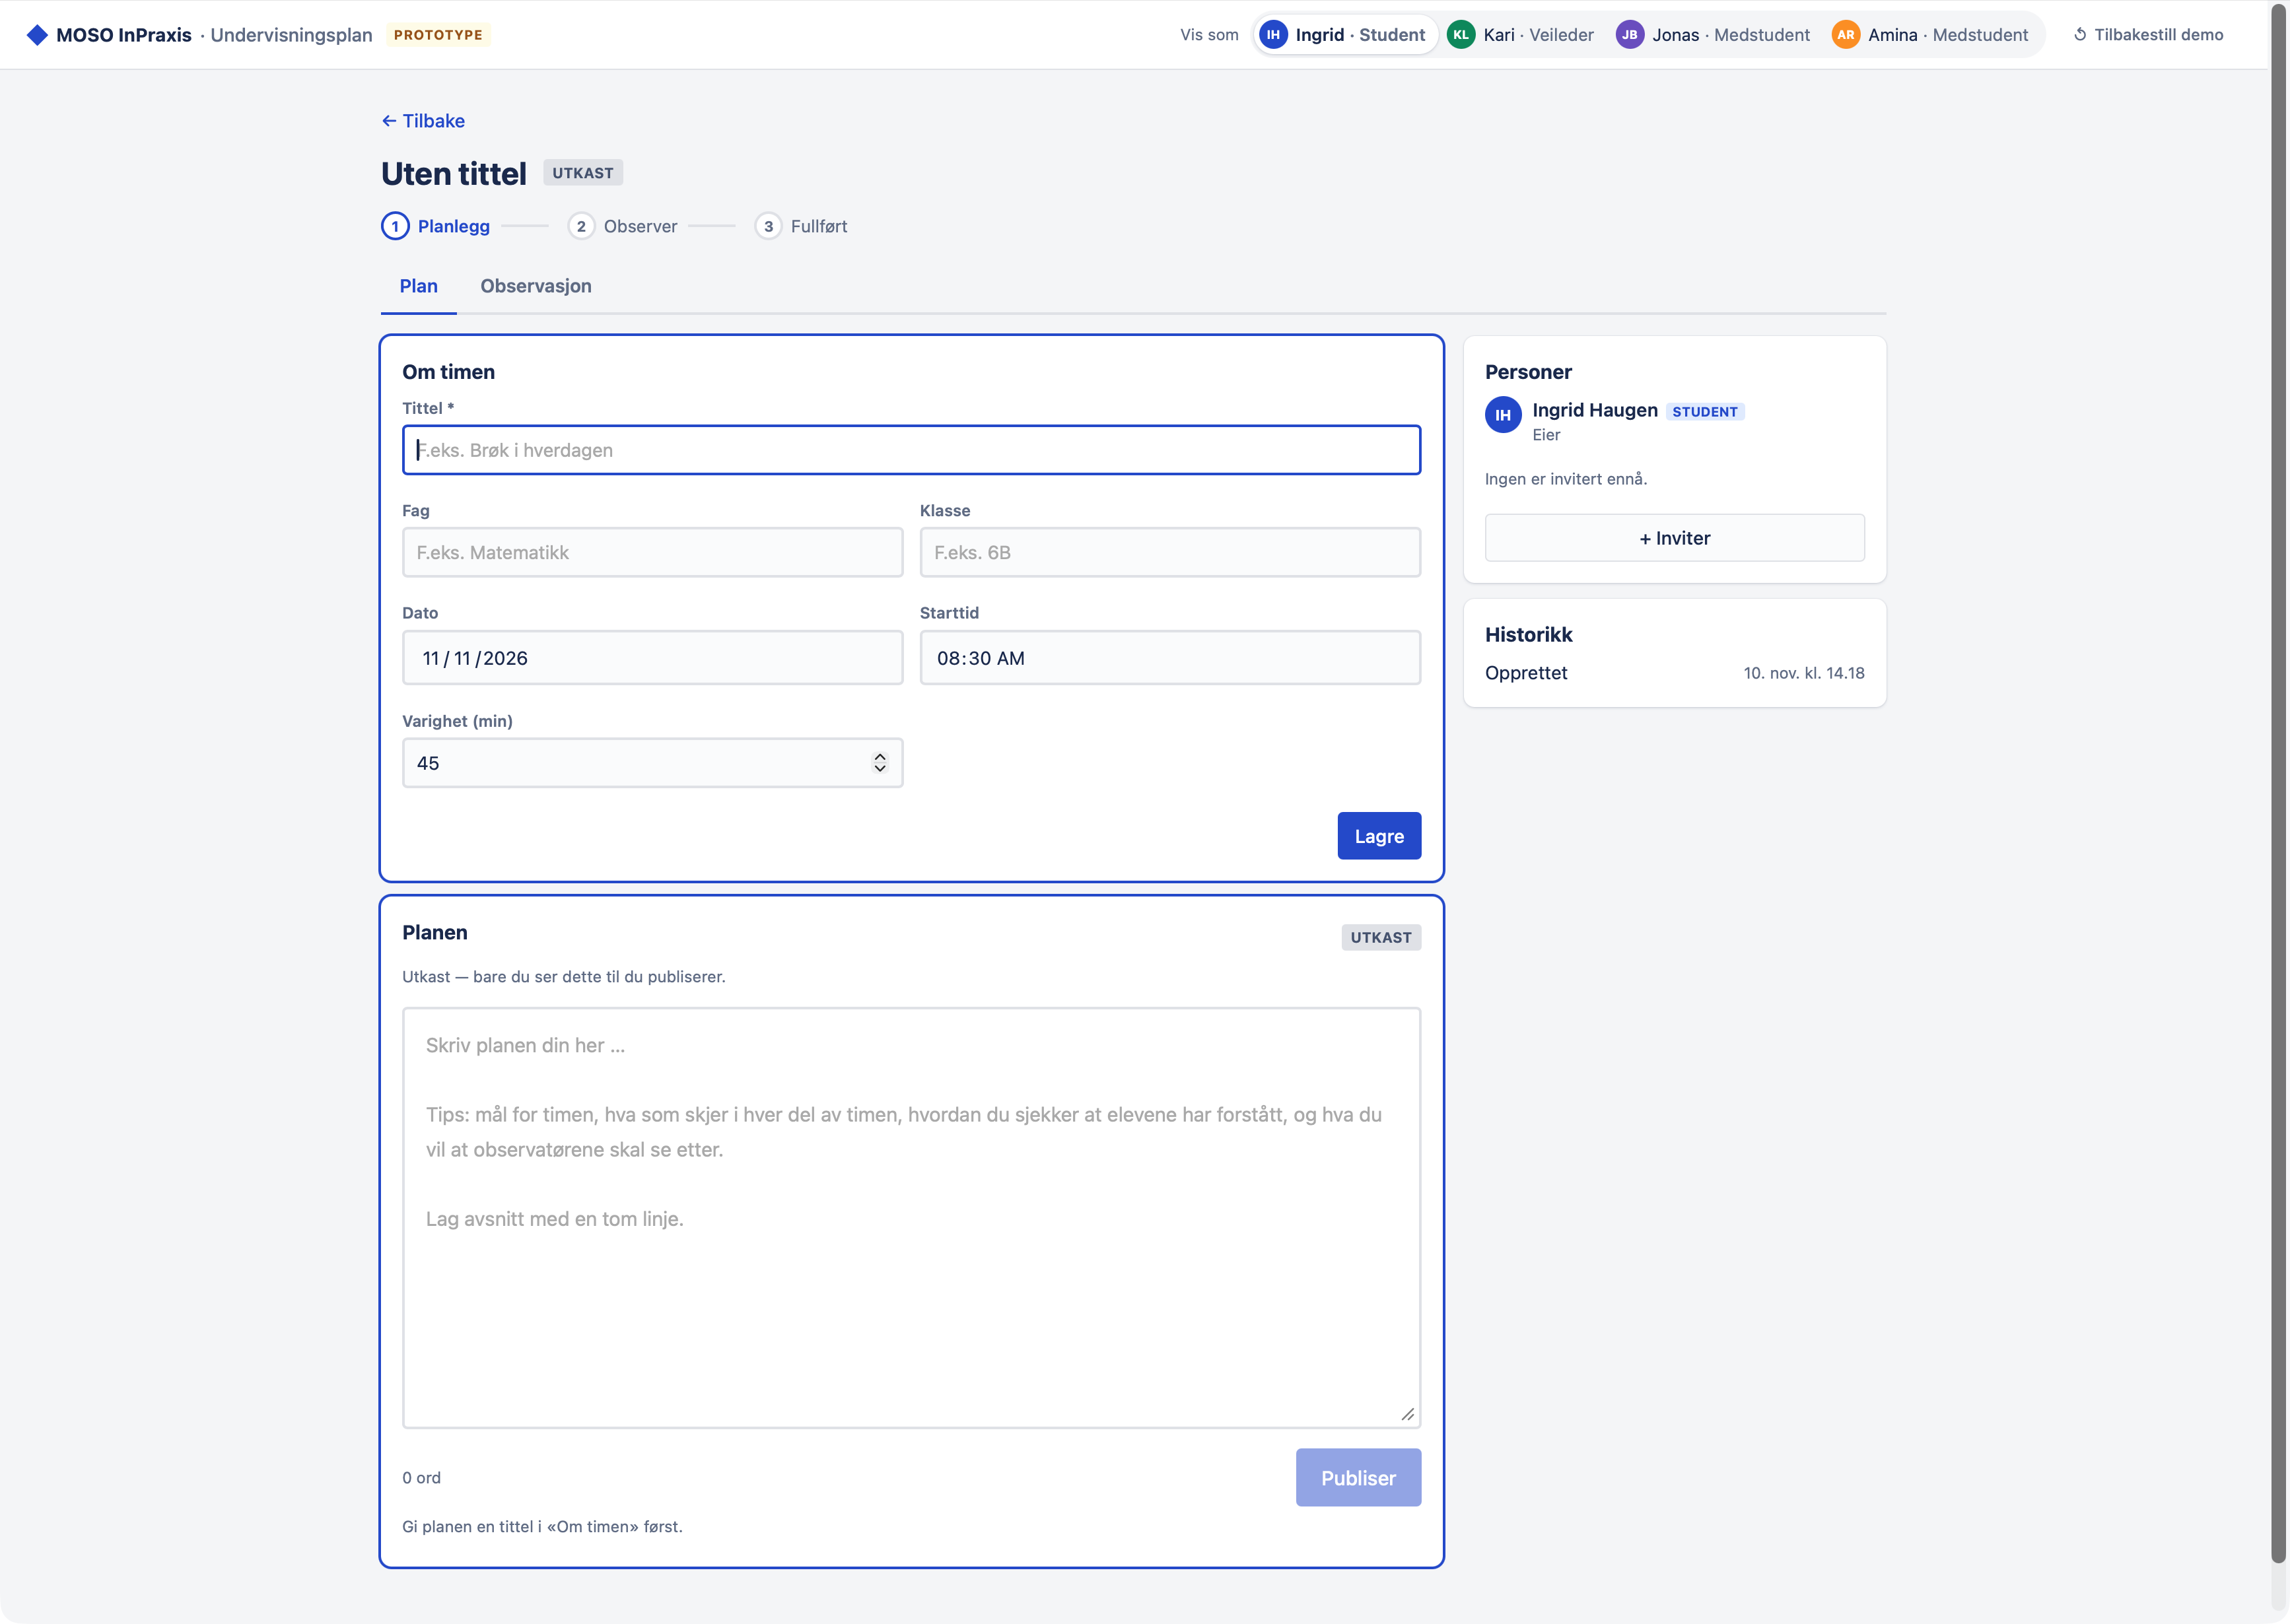 MOSO InPraxis · Undervisningsplan PROTOTYPE
Vis som IH Ingrid · Student KL Kari · Veileder JB Jonas · Medstudent AR Amina · Medstudent Tilbakestill demo
← Tilbake
Uten tittel UTKAST
1 Planlegg 2 Observer 3 Fullført
Plan Observasjon
Om timen
Tittel *
F.eks. Brøk i hverdagen
Fag Klasse
F.eks. Matematikk F.eks. 6B
Dato Starttid
11/11/2026 08:30 AM
Varighet (min)
45
Lagre
Planen UTKAST
Utkast — bare du ser dette til du publiserer.
Skriv planen din her ...
Tips: mål for timen, hva som skjer i hver del av timen, hvordan du sjekker at elevene har forstått, og hva du
vil at observatørene skal se etter.
Lag avsnitt med en tom linje.
0 ord Publiser
Gi planen en tittel i «Om timen» først.
Personer
IH Ingrid Haugen STUDENT
Eier
Ingen er invitert ennå.
+ Inviter
Historikk
Opprettet 10. nov. kl. 14.18